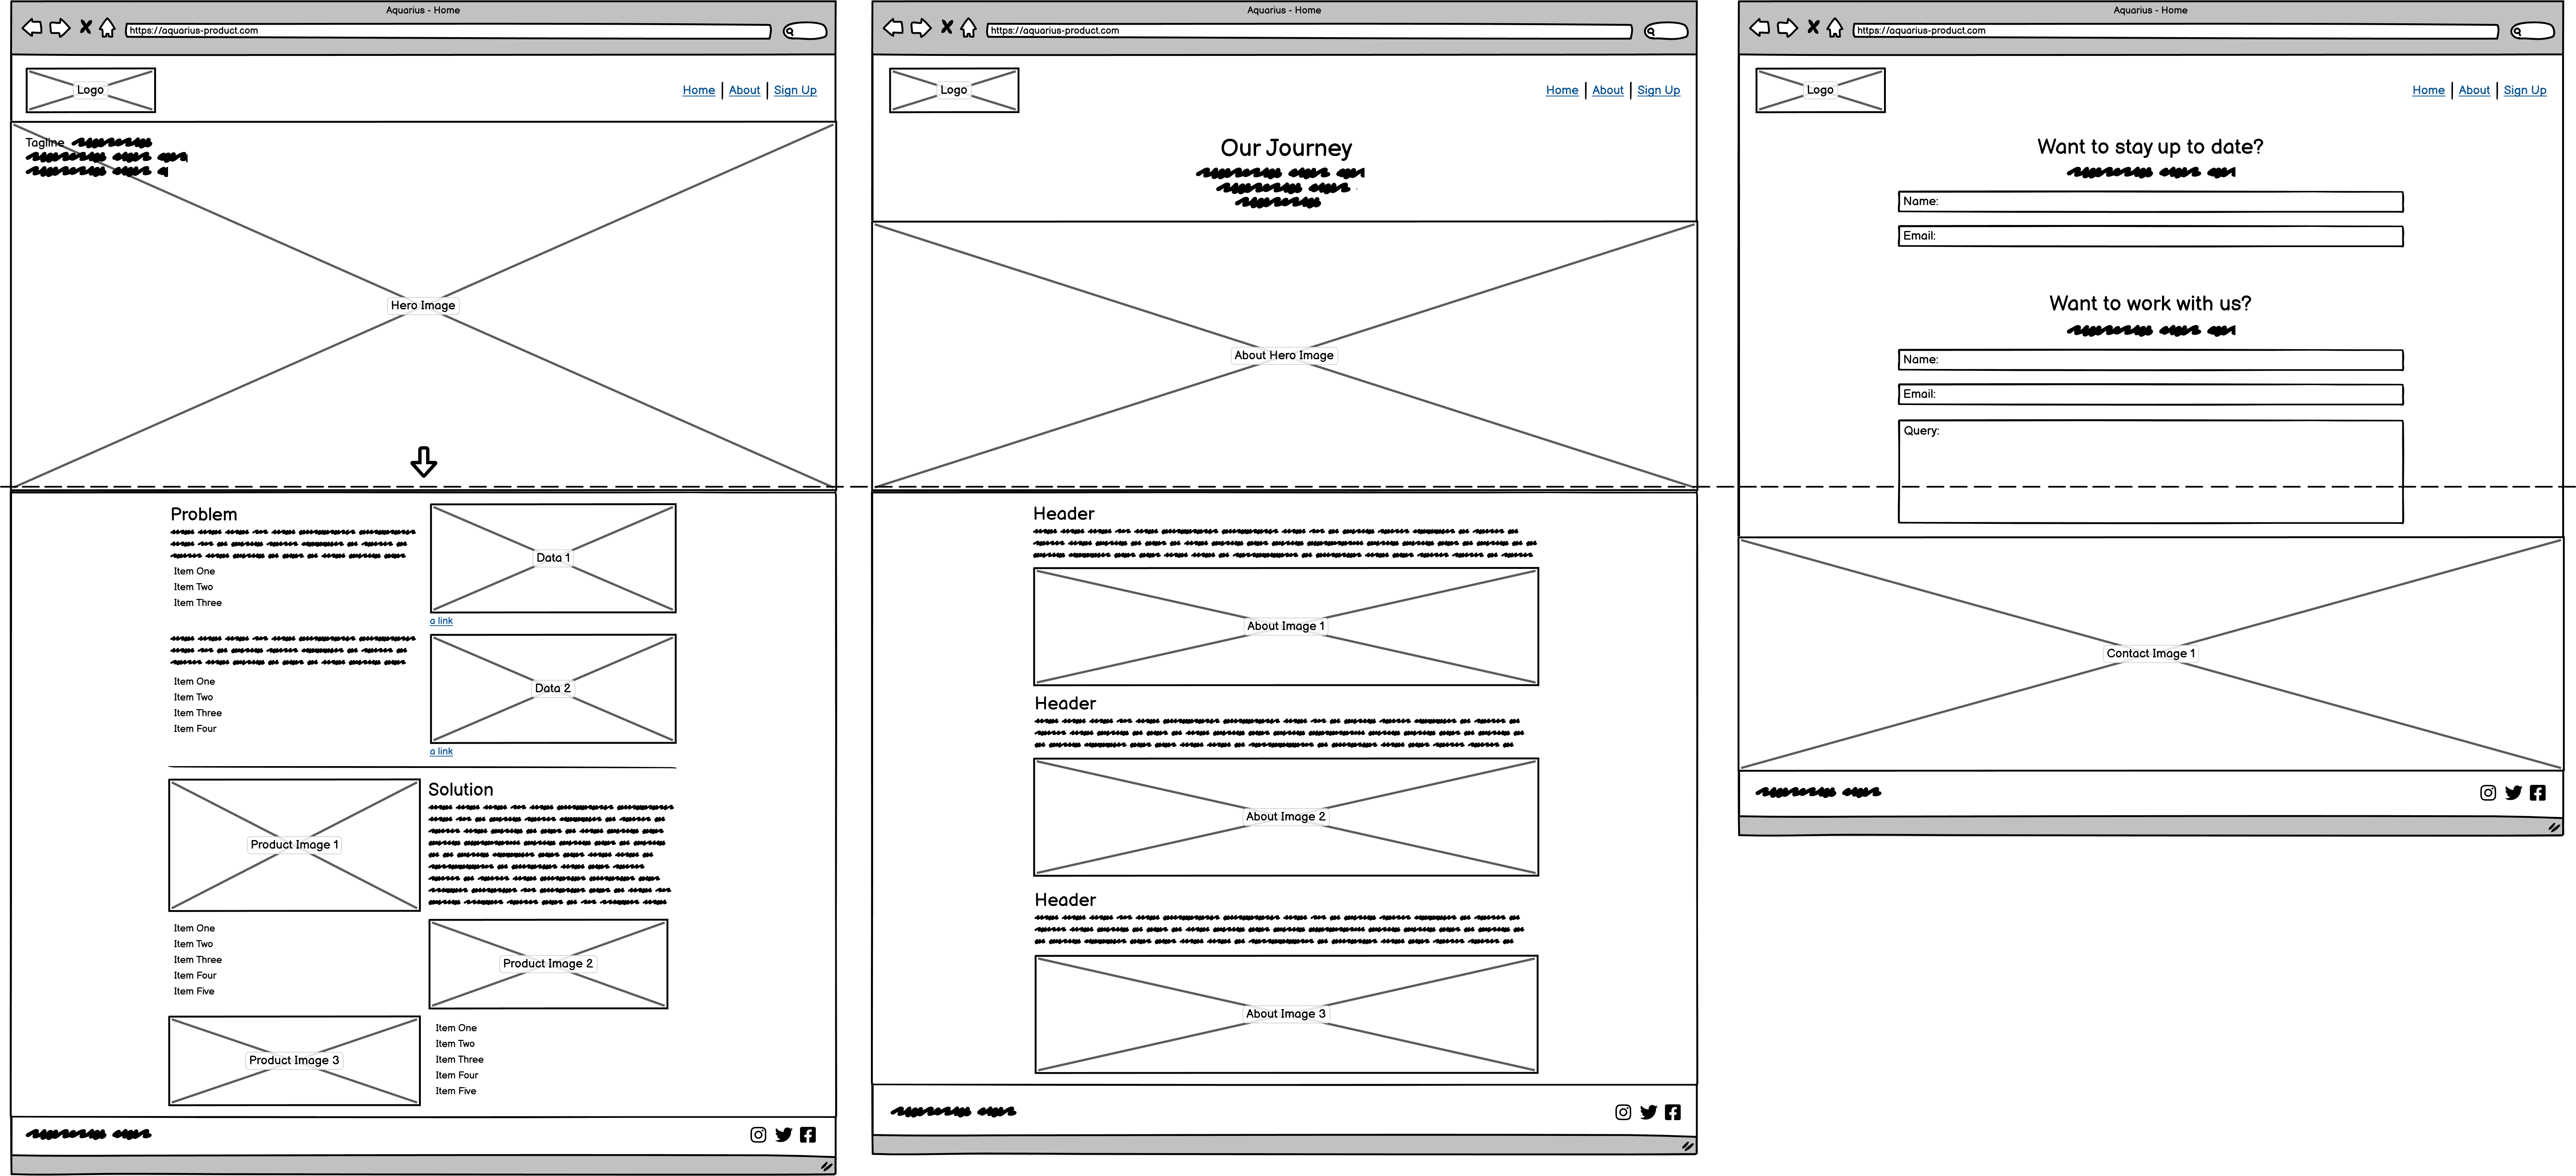 Aquarius - Home
https://aquarius-product.com
Logo
Home | About | Sign Up
Tagline
Hero Image
Problem
Item One
Item Two
Item Three
Data 1
a link
Item One
Item Two
Item Three
Item Four
Data 2
a link
Product Image 1
Solution
Item One
Item Two
Item Three
Item Four
Item Five
Product Image 2
Product Image 3
Item One
Item Two
Item Three
Item Four
Item Five
Aquarius - Home
https://aquarius-product.com
Logo
Home | About | Sign Up
Our Journey
About Hero Image
Header
About Image 1
Header
About Image 2
Header
About Image 3
Aquarius - Home
https://aquarius-product.com
Logo
Home | About | Sign Up
Want to stay up to date?
Name:
Email:
Want to work with us?
Name:
Email:
Query:
Contact Image 1